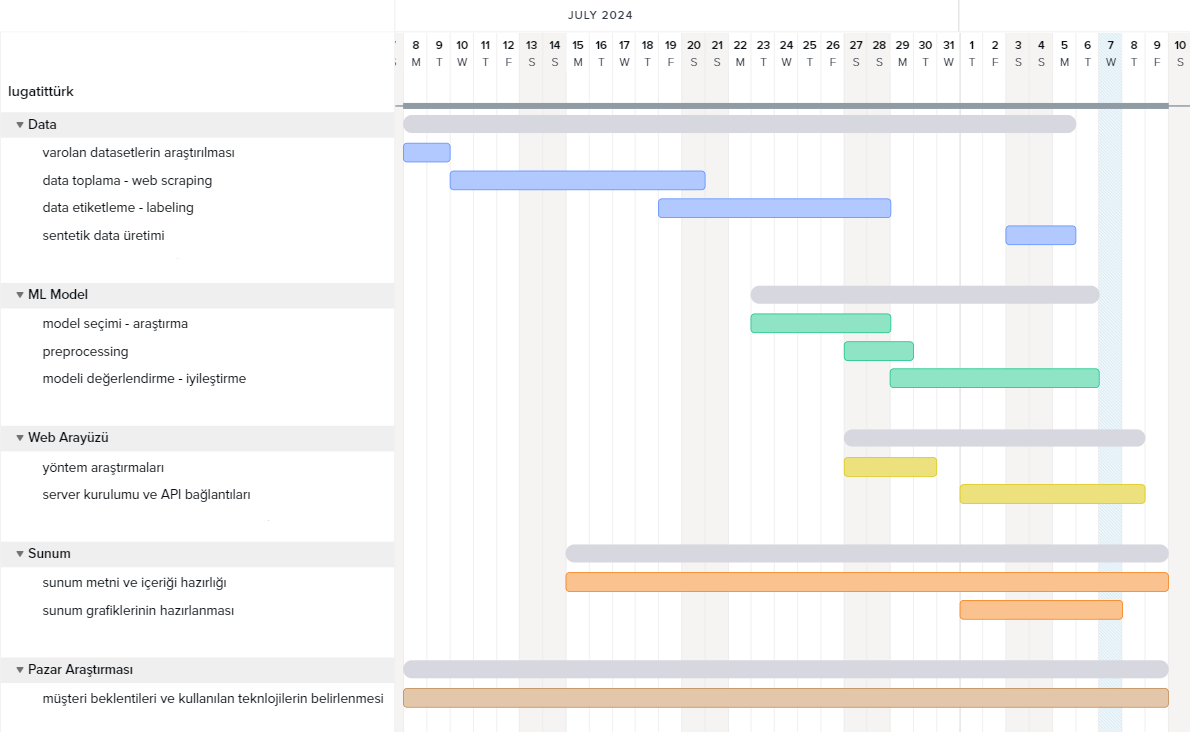 JULY 2024
8 9 10 11 12 13 14 15 16 17 18 19 20 21 22 23 24 25 26 27 28 29 30 31 1 2 3 4 5 6 7 8 9 10
M T W T F S S M T W T F S S M T W T F S S M T W T F S S M T W T F S
lugatittürk
Data
varolan datasetlerin araştırılması
data toplama - web scraping
data etiketleme - labeling
sentetik data üretimi
ML Model
model seçimi - araştırma
preprocessing
modeli değerlendirme - iyileştirme
Web Arayüzü
yöntem araştırmaları
server kurulumu ve API bağlantıları
Sunum
sunum metni ve içeriği hazırlığı
sunum grafiklerinin hazırlanması
Pazar Araştırması
müşteri beklentileri ve kullanılan teknlojilerin belirlenmesi